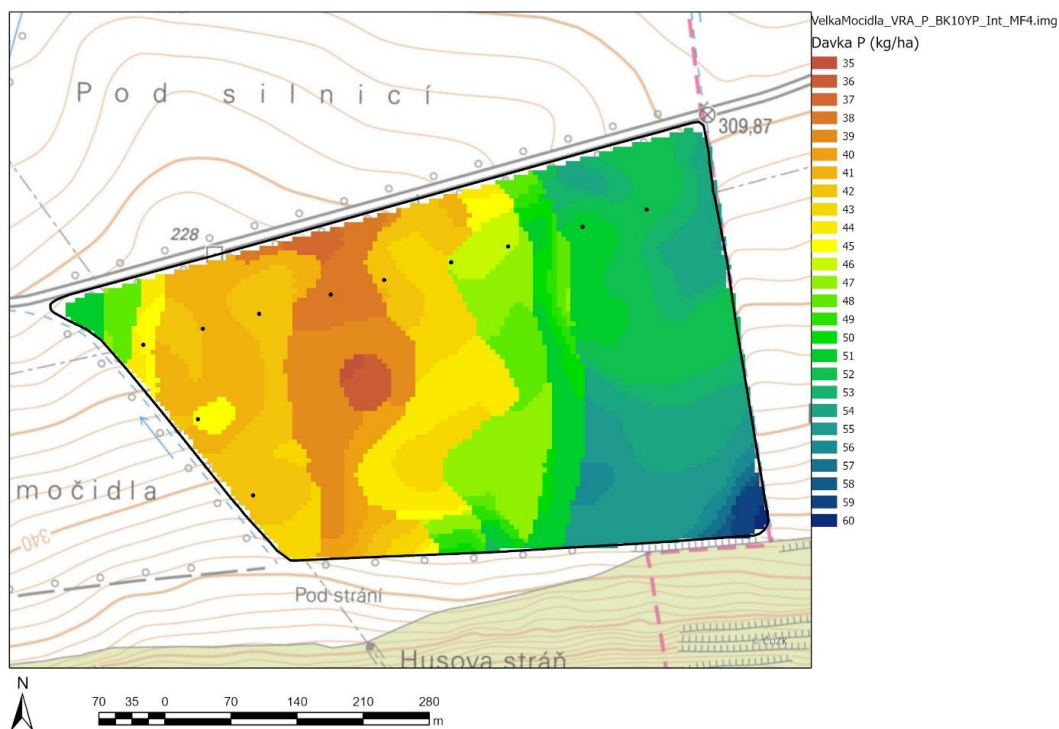 VelkaMocidla_VRA_P_BK10YP_Int_MF4.img
Davka P (kg/ha)
35
36
37
38
39
40
41
42
43
44
45
46
47
48
49
50
51
52
53
54
55
56
57
58
59
60
Pod silnicí
309,87
228
močidla
340
Pod strání
Husova stráň
© ČÚZK
N
70 35 0 70 140 210 280
m